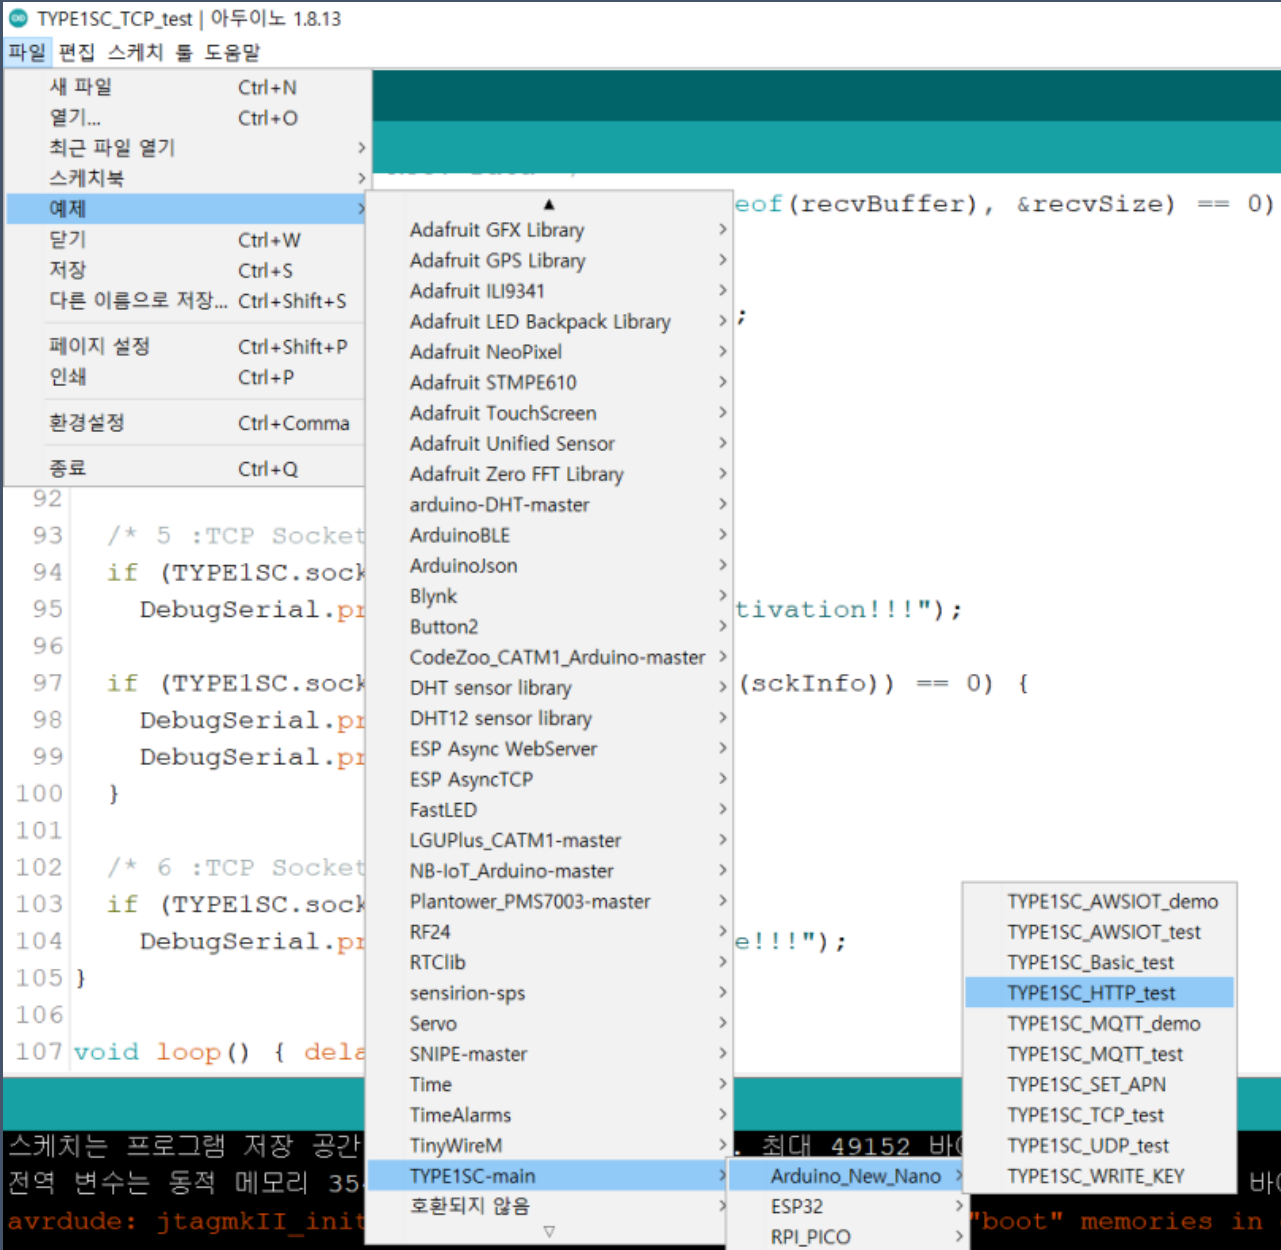 TYPE1SC_TCP_test | 아두이노 1.8.13
파일 편집 스케치 툴 도움말
새 파일 Ctrl+N
열기... Ctrl+O
최근 파일 열기
스케치북
예제
닫기 Ctrl+W
저장 Ctrl+S
다른 이름으로 저장... Ctrl+Shift+S
페이지 설정 Ctrl+Shift+P
인쇄 Ctrl+P
환경설정 Ctrl+Comma
종료 Ctrl+Q
Adafruit GFX Library
Adafruit GPS Library
Adafruit ILI9341
Adafruit LED Backpack Library
Adafruit NeoPixel
Adafruit STMPE610
Adafruit TouchScreen
Adafruit Unified Sensor
Adafruit Zero FFT Library
arduino-DHT-master
ArduinoBLE
ArduinoJson
Blynk
Button2
CodeZoo_CATM1_Arduino-master
DHT sensor library
DHT12 sensor library
ESP Async WebServer
ESP AsyncTCP
FastLED
LGUPlus_CATM1-master
NB-IoT_Arduino-master
Plantower_PMS7003-master
RF24
RTClib
sensirion-sps
Servo
SNIPE-master
Time
TimeAlarms
TinyWireM
TYPE1SC-main
호환되지 않음
Arduino_New_Nano
ESP32
RPI_PICO
TYPE1SC_AWSIOT_demo
TYPE1SC_AWSIOT_test
TYPE1SC_Basic_test
TYPE1SC_HTTP_test
TYPE1SC_MQTT_demo
TYPE1SC_MQTT_test
TYPE1SC_SET_APN
TYPE1SC_TCP_test
TYPE1SC_UDP_test
TYPE1SC_WRITE_KEY
eof(recvBuffer), &recvSize) == 0)
;
92
93 /* 5 :TCP Socket
94 if (TYPE1SC.sock
95 DebugSerial.pr tivation!!!");
96
97 if (TYPE1SC.sock (sckInfo)) == 0) {
98 DebugSerial.pr
99 DebugSerial.pr
100 }
101
102 /* 6 :TCP Socket
103 if (TYPE1SC.sock
104 DebugSerial.pr e!!!");
105 }
106
107 void loop() { dela
스케치는 프로그램 저장 공간 . 최대 49152 바
전역 변수는 동적 메모리 35 바
avrdude: jtagmkII_init "boot" memories in